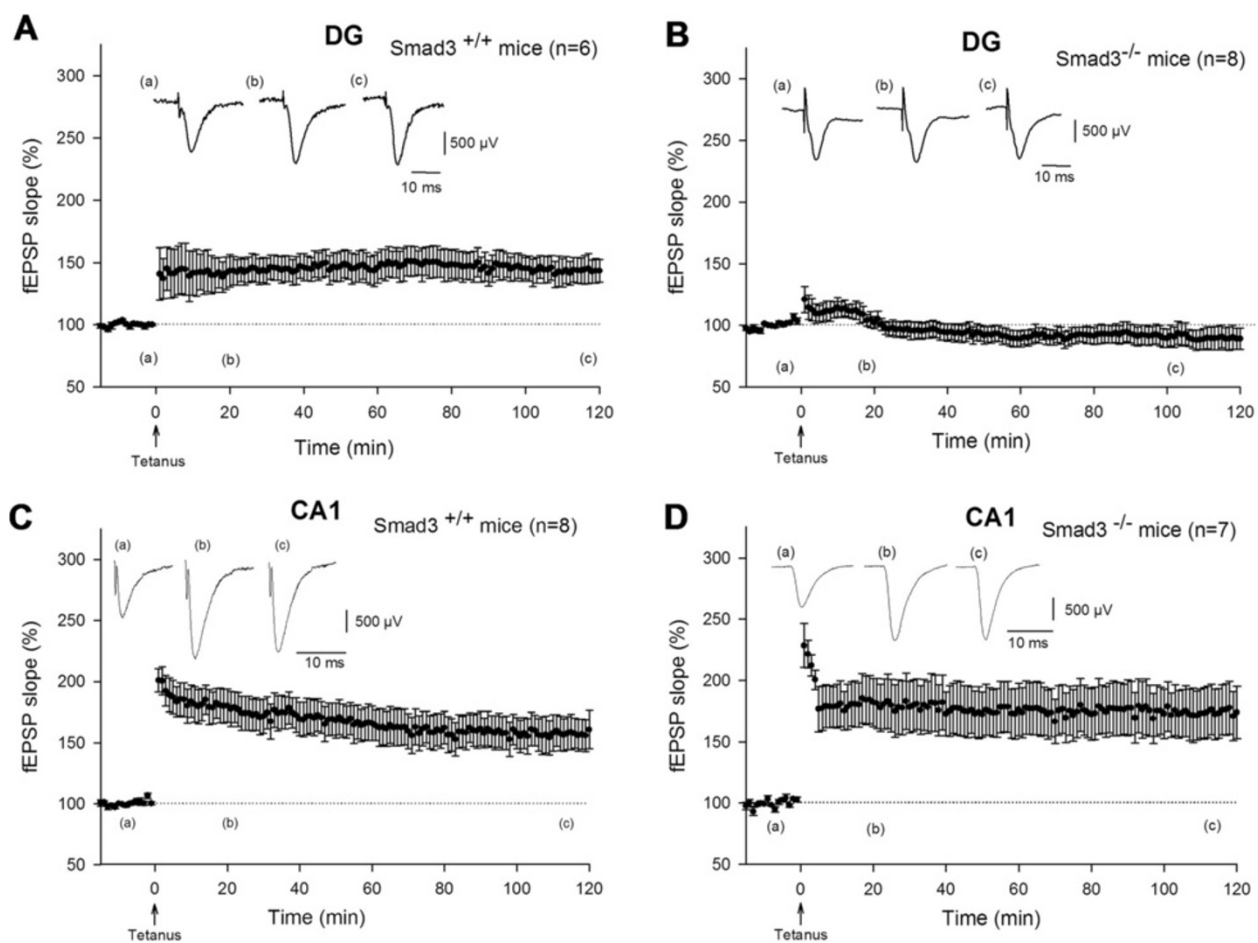 A
DG
Smad3 +/+ mice (n=6)
(a) (b) (c)
500 µV
10 ms
fEPSP slope (%)
300
250
200
150
100
50
(a) (b) (c)
0 20 40 60 80 100 120
Tetanus
Time (min)
B
DG
Smad3-/- mice (n=8)
(a) (b) (c)
500 µV
10 ms
fEPSP slope (%)
300
250
200
150
100
50
(a) (b) (c)
0 20 40 60 80 100 120
Tetanus
Time (min)
C
CA1
Smad3 +/+ mice (n=8)
(a) (b) (c)
500 µV
10 ms
fEPSP slope (%)
300
250
200
150
100
50
(a) (b) (c)
0 20 40 60 80 100 120
Tetanus
Time (min)
D
CA1
Smad3 -/- mice (n=7)
(a) (b) (c)
500 µV
10 ms
fEPSP slope (%)
300
250
200
150
100
50
(a) (b) (c)
0 20 40 60 80 100 120
Tetanus
Time (min)